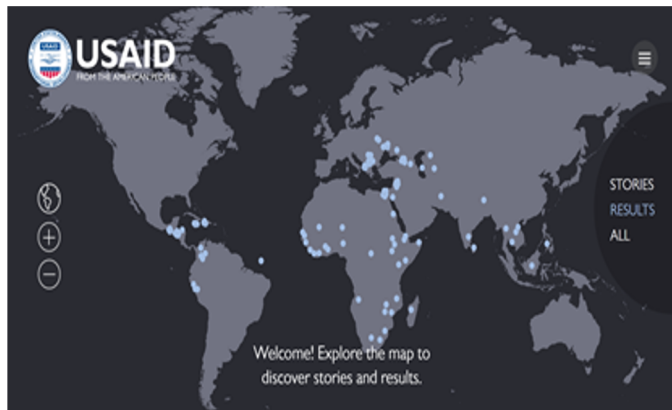 USAID
FROM THE AMERICAN PEOPLE
STORIES
RESULTS
ALL
Welcome! Explore the map to
discover stories and results.